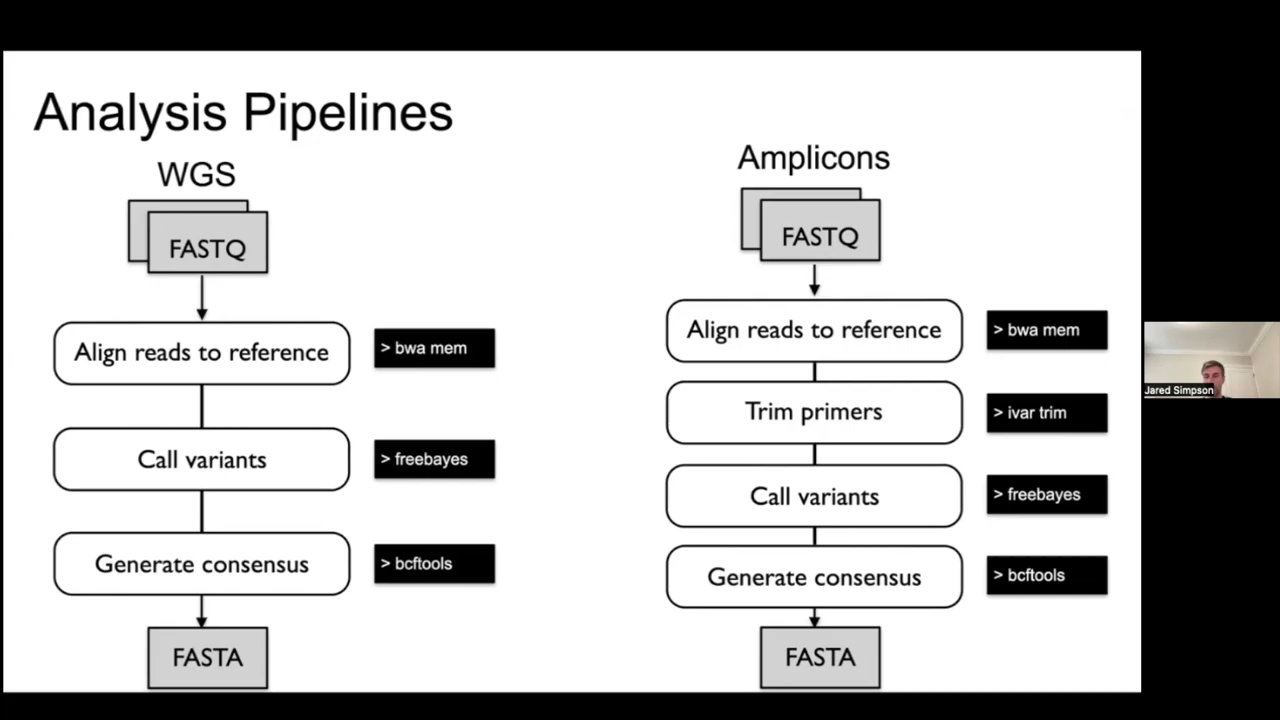 Analysis Pipelines
WGS
FASTQ
Align reads to reference
> bwa mem
Call variants
> freebayes
Generate consensus
> bcftools
FASTA
Amplicons
FASTQ
Align reads to reference
> bwa mem
Trim primers
> ivar trim
Call variants
> freebayes
Generate consensus
> bcftools
FASTA
Jared Simpson